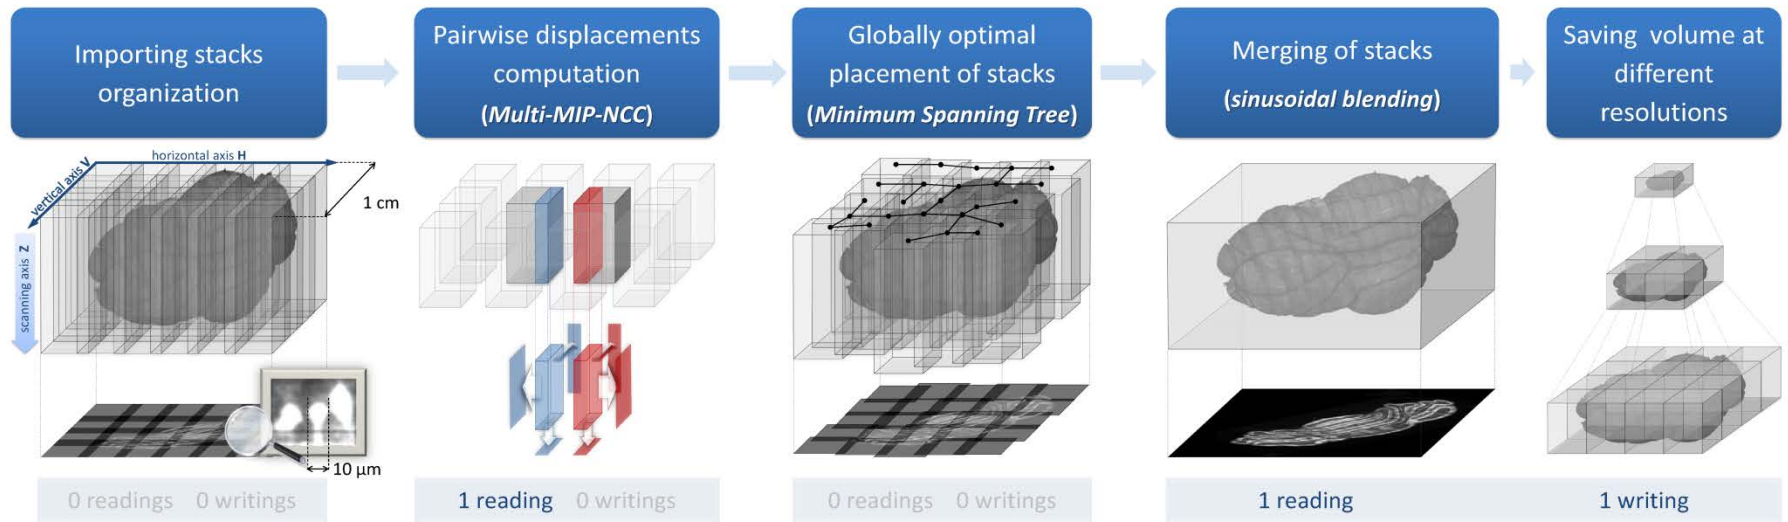 Importing stacks
organization
Pairwise displacements
computation
(Multi-MIP-NCC)
Globally optimal
placement of stacks
(Minimum Spanning Tree)
Merging of stacks
(sinusoidal blending)
Saving volume at
different
resolutions
horizontal axis H
vertical axis V
scanning axis Z
1 cm
10 µm
0 readings 0 writings
1 reading 0 writings
0 readings 0 writings
1 reading
1 writing